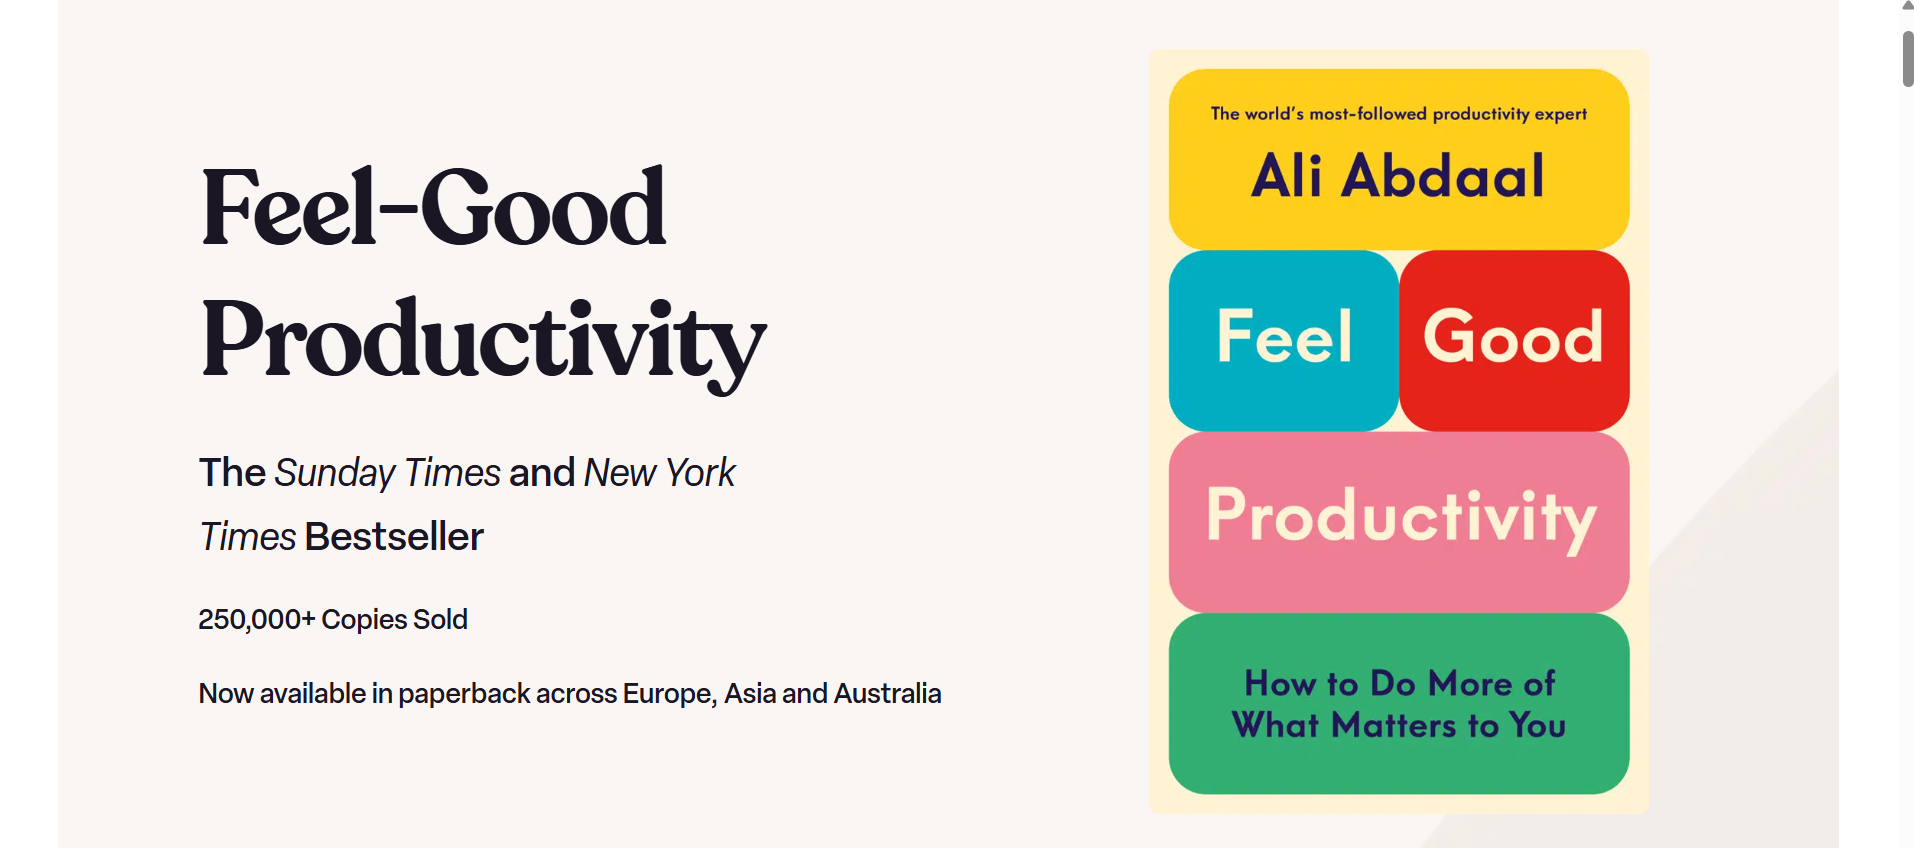 Feel-Good
Productivity
The Sunday Times and New York
Times Bestseller
250,000+ Copies Sold
Now available in paperback across Europe, Asia and Australia
The world's most-followed productivity expert
Ali Abdaal
Feel Good
Productivity
How to Do More of
What Matters to You